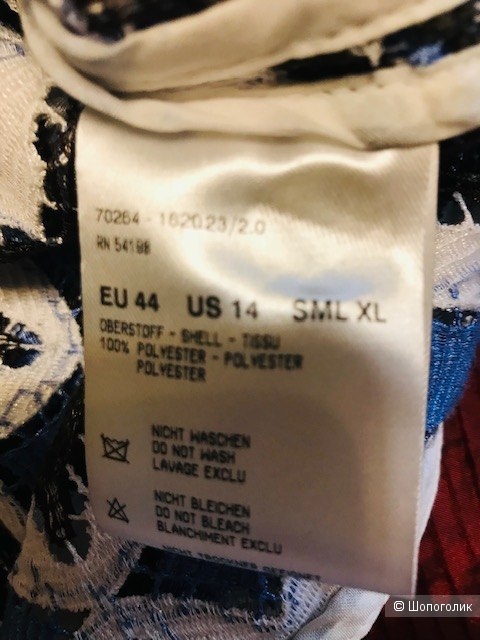 70264 - 1620.23/2.0
RN 54188
EU 44 US 14 SML XL
OBERSTOFF - SHELL - TISSU
100% POLYESTER - POLYESTER
POLYESTER
NICHT WASCHEN
DO NOT WASH
LAVAGE EXCLU
NICHT BLEICHEN
DO NOT BLEACH
BLANCHIMENT EXCLU
© Шопоголик